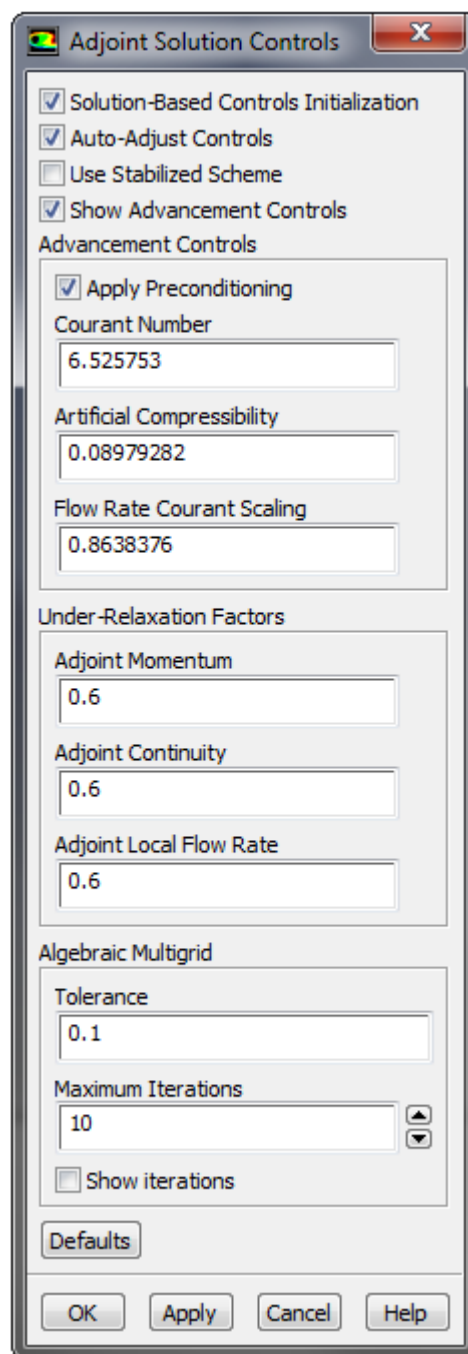 Adjoint Solution Controls
Solution-Based Controls Initialization
Auto-Adjust Controls
Use Stabilized Scheme
Show Advancement Controls
Advancement Controls
Apply Preconditioning
Courant Number
6.525753
Artificial Compressibility
0.08979282
Flow Rate Courant Scaling
0.8638376
Under-Relaxation Factors
Adjoint Momentum
0.6
Adjoint Continuity
0.6
Adjoint Local Flow Rate
0.6
Algebraic Multigrid
Tolerance
0.1
Maximum Iterations
10
Show iterations
Defaults
OK Apply Cancel Help